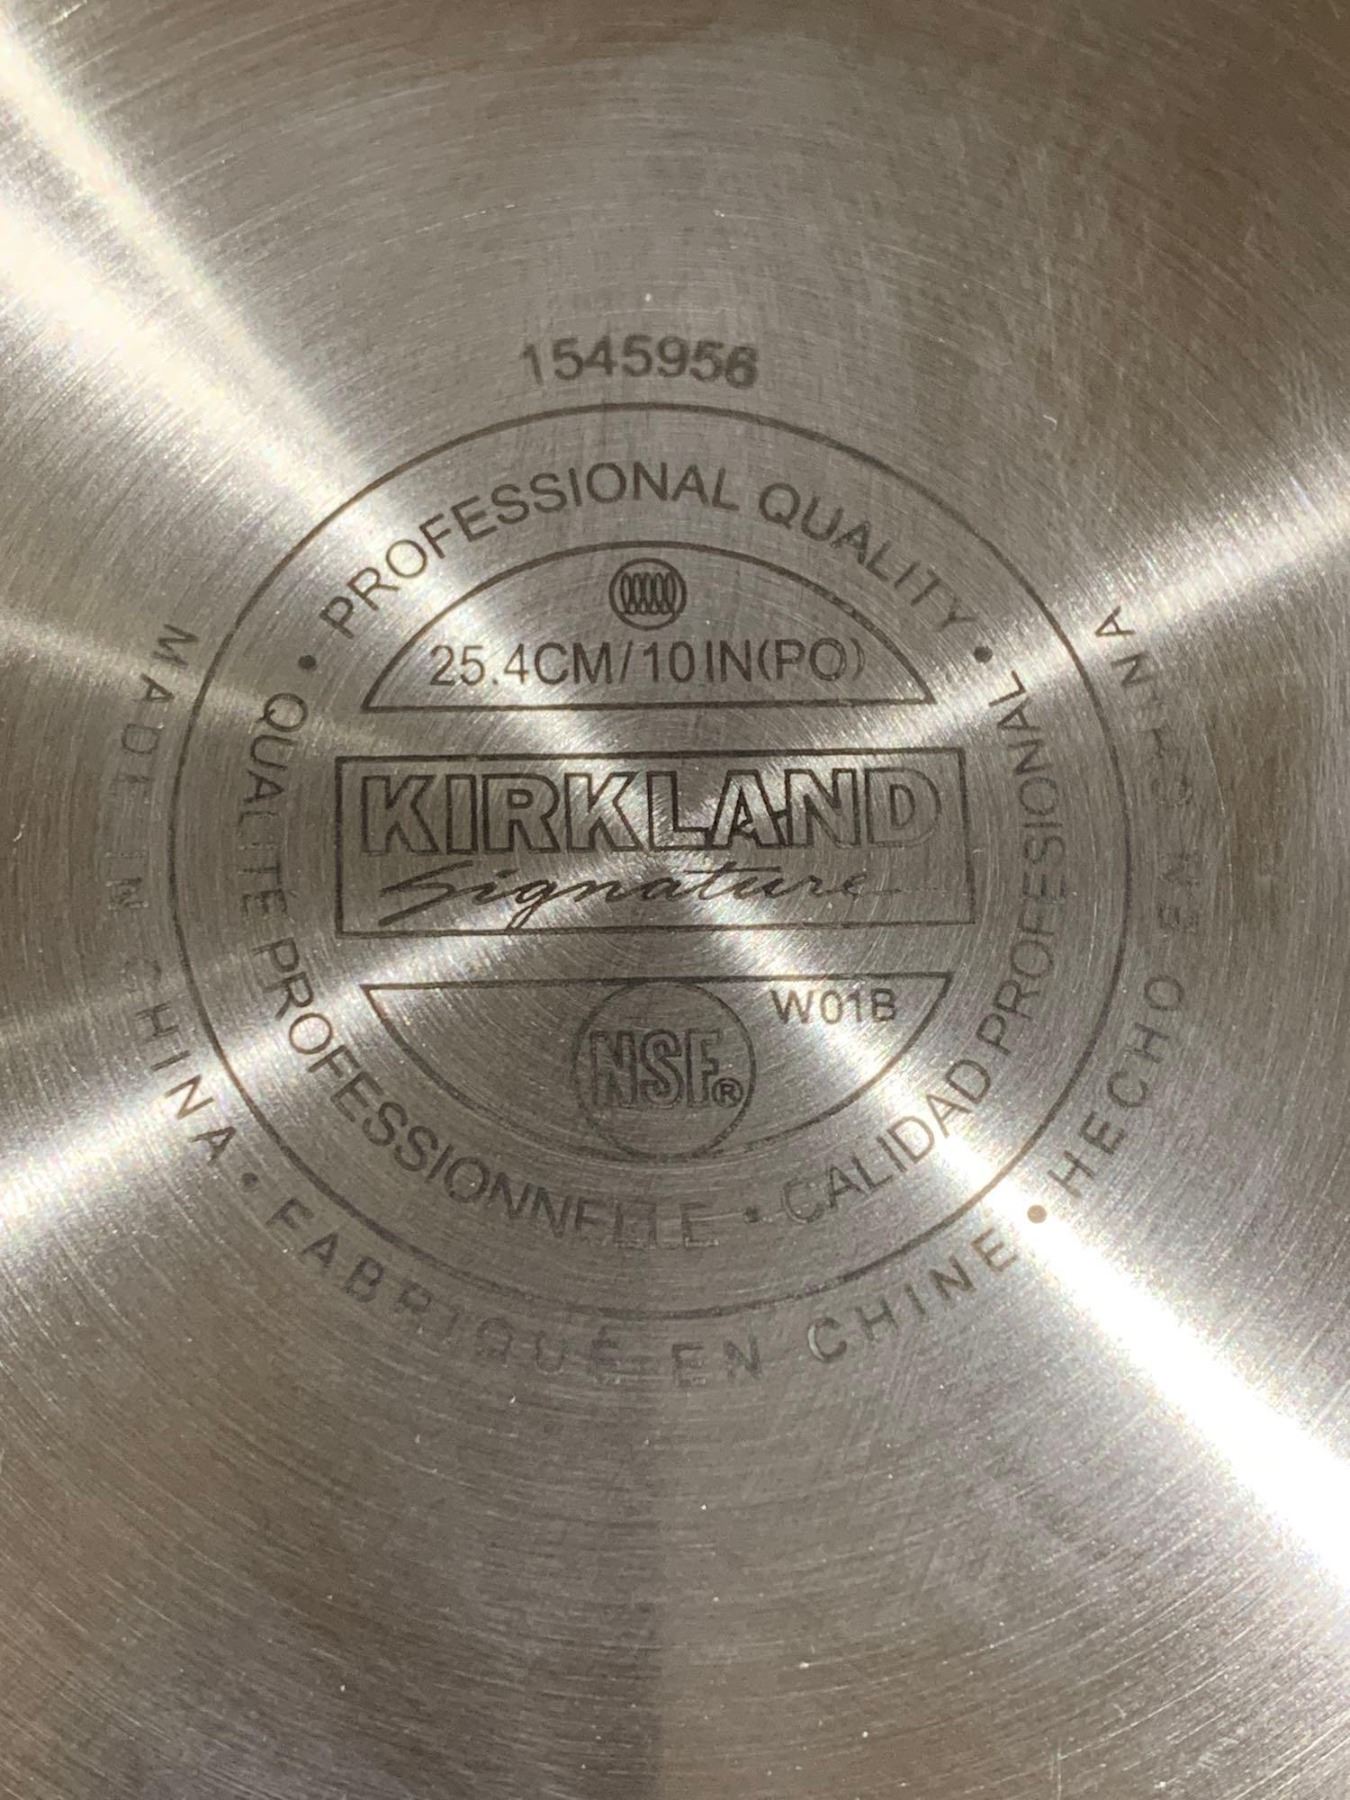 1545956
PROFESSIONAL QUALITY • CALIDAD PROFESIONAL • QUALITÉ PROFESSIONNELLE •
25.4CM/10IN(PO)
KIRKLAND
Signature
W01B
NSF®
MADE IN CHINA • FABRIQUÉ EN CHINE • HECHO EN CHINA